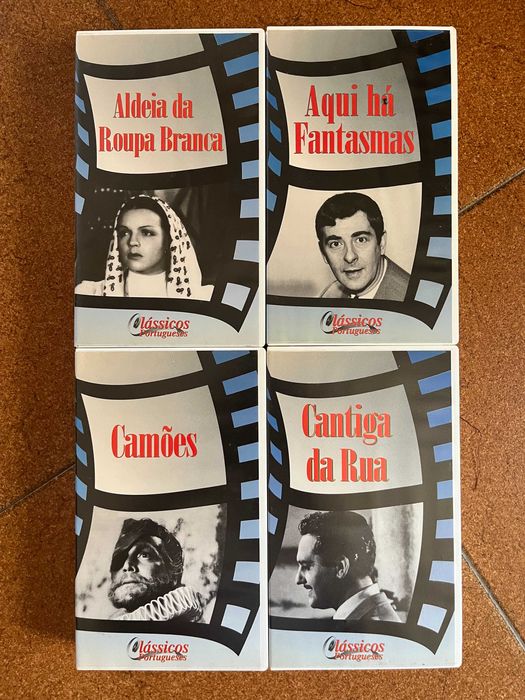 Aldeia da
Roupa Branca
Clássicos
Portugueses
Aqui há
Fantasmas
Clássicos
Portugueses
Camões
Clássicos
Portugueses
Cantiga
da Rua
Clássicos
Portugueses